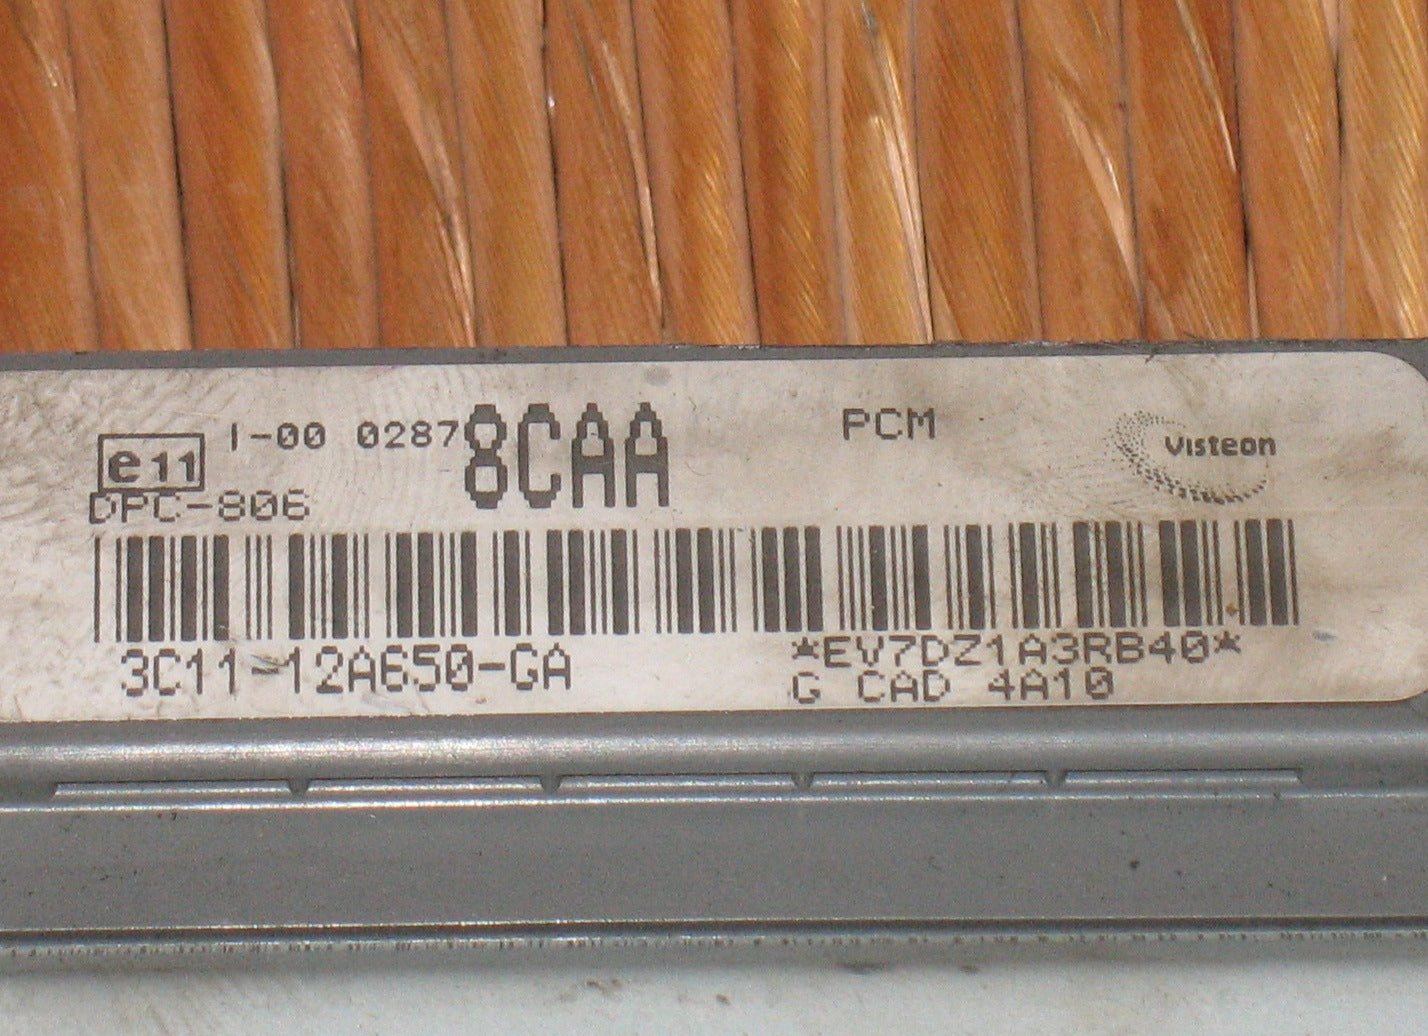 e11 I-00 0287 8CAA PCM Visteon
DPC-806
3C11-12A650-GA *EV7DZ1A3RB40*
G CAD 4A10